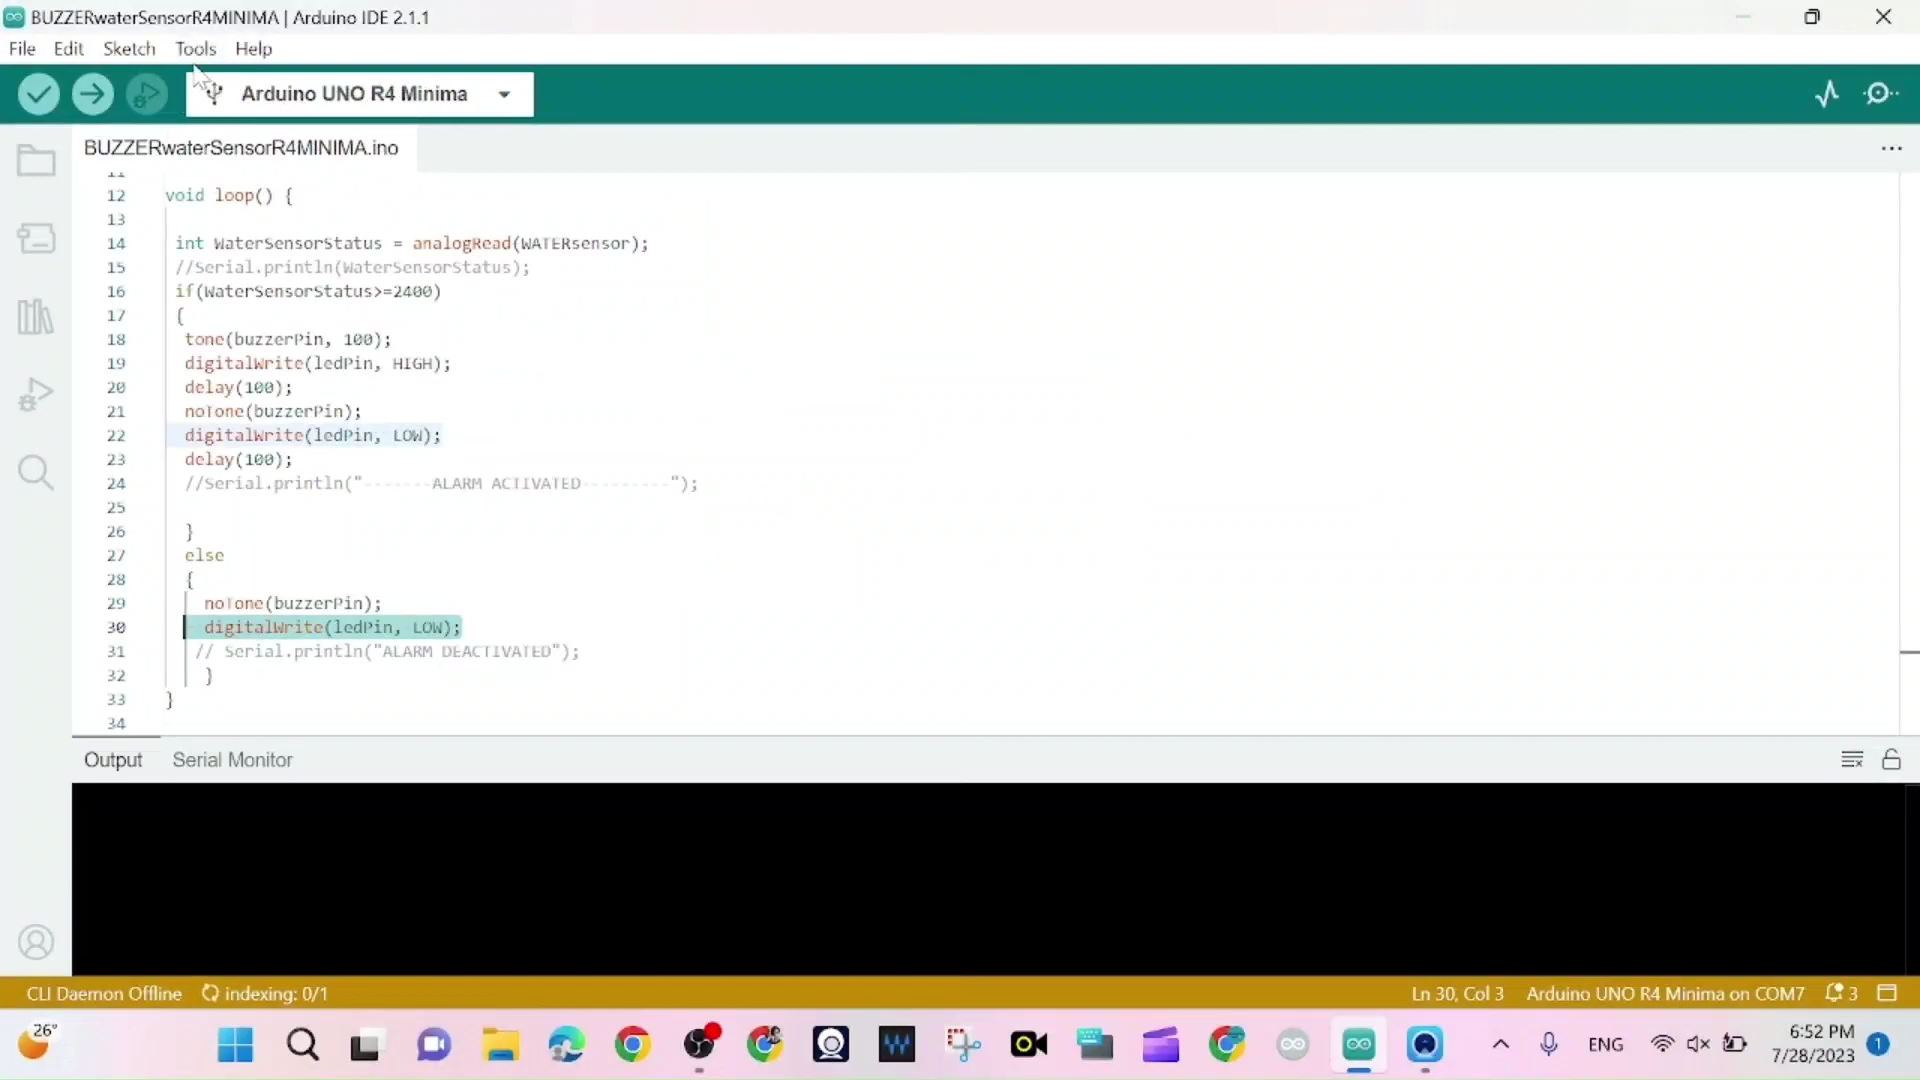 BUZZERwaterSensorR4MINIMA | Arduino IDE 2.1.1
File Edit Sketch Tools Help
Arduino UNO R4 Minima
BUZZERwaterSensorR4MINIMA.ino
11
12 void loop() {
13
14 int WaterSensorStatus = analogRead(WATERsensor);
15 //Serial.println(WaterSensorStatus);
16 if(WaterSensorStatus>=2400)
17 {
18 tone(buzzerPin, 100);
19 digitalWrite(ledPin, HIGH);
20 delay(100);
21 noTone(buzzerPin);
22 digitalWrite(ledPin, LOW);
23 delay(100);
24 //Serial.println("-------ALARM ACTIVATED---------");
25
26 }
27 else
28 {
29 noTone(buzzerPin);
30 digitalWrite(ledPin, LOW);
31 // Serial.println("ALARM DEACTIVATED");
32 }
33 }
34
Output Serial Monitor
CLI Daemon Offline indexing: 0/1 Ln 30, Col 3 Arduino UNO R4 Minima on COM7 3
26° ENG 6:52 PM 1
7/28/2023